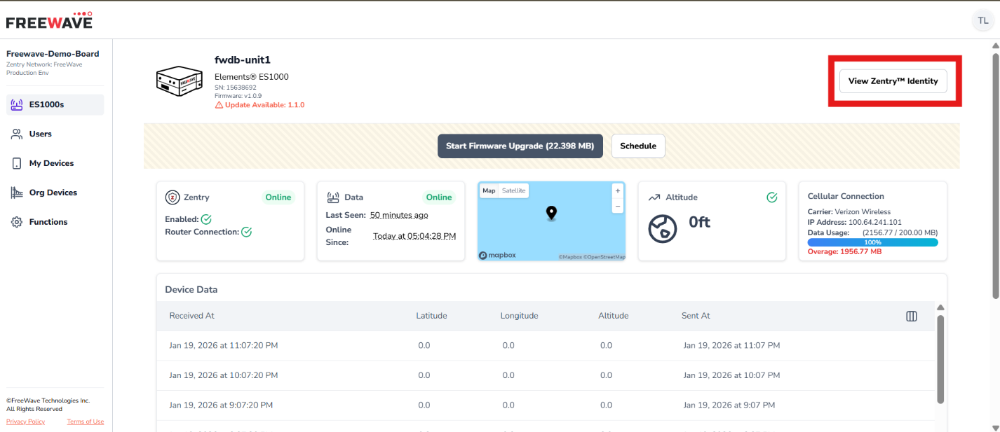 FREEWAVE
TL
Freewave-Demo-Board
Zentry Network: FreeWave
Production Env
ES1000s
Users
My Devices
Org Devices
Functions
©FreeWave Technologies Inc.
All Rights Reserved
Privacy Policy Terms of Use
fwdb-unit1
Elements® ES1000
SN: 15638692
Firmware: v1.0.9
Update Available: 1.1.0
View Zentry™ Identity
Start Firmware Upgrade (22.398 MB) Schedule
Zentry Online
Enabled:
Router Connection:
Data Online
Last Seen: 50 minutes ago
Online Since: Today at 05:04:28 PM
Map Satellite
+
−
mapbox ©Mapbox ©OpenStreetMap
Altitude
0ft
Cellular Connection
Carrier: Verizon Wireless
IP Address: 100.64.241.101
Data Usage: (2156.77 / 200.00 MB)
100%
Overage: 1956.77 MB
Device Data
Received At Latitude Longitude Altitude Sent At
Jan 19, 2026 at 11:07:20 PM 0.0 0.0 0.0 Jan 19, 2026 at 11:07 PM
Jan 19, 2026 at 10:07:20 PM 0.0 0.0 0.0 Jan 19, 2026 at 10:07 PM
Jan 19, 2026 at 9:07:20 PM 0.0 0.0 0.0 Jan 19, 2026 at 9:07 PM